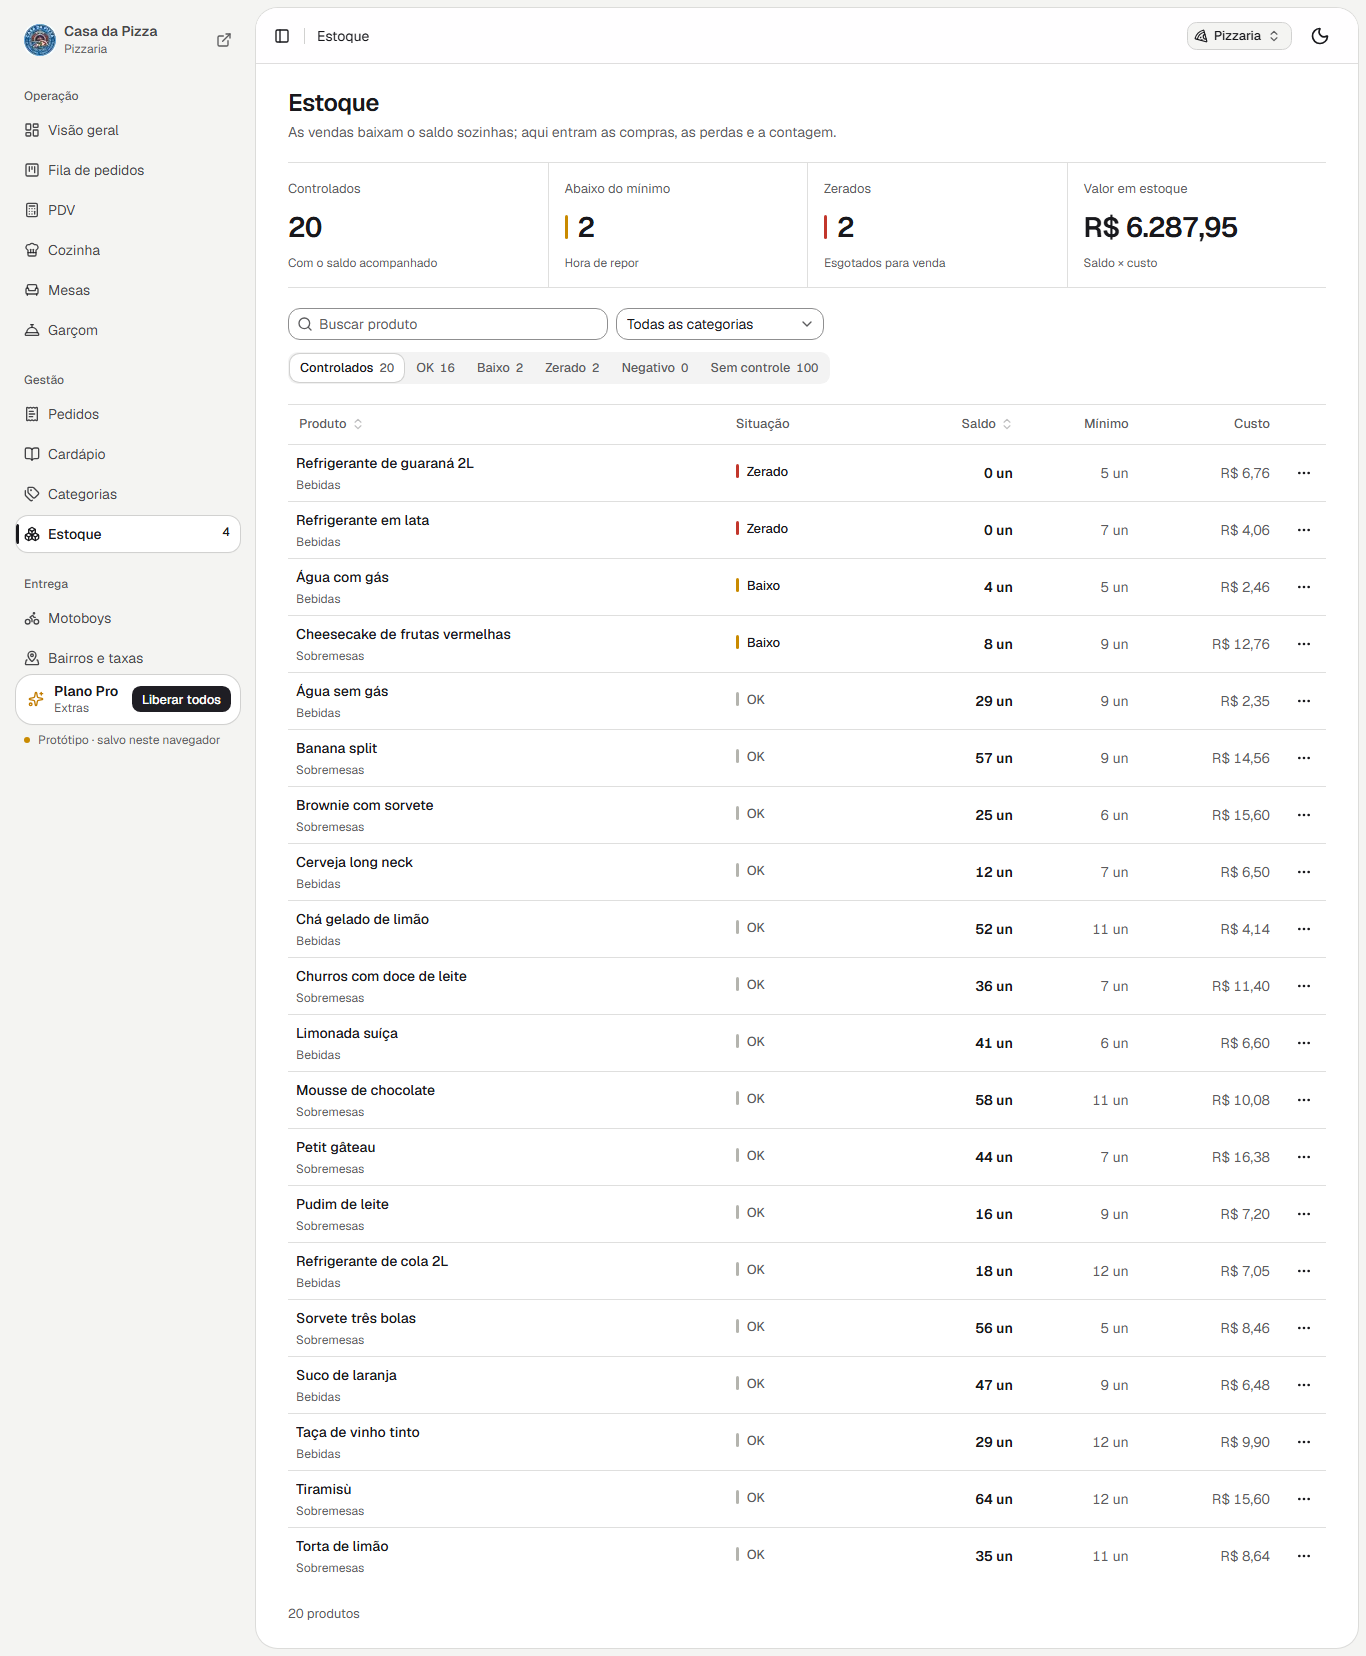 Casa da Pizza
Pizzaria
Operação
Visão geral
Fila de pedidos
PDV
Cozinha
Mesas
Garçom
Gestão
Pedidos
Cardápio
Categorias
Estoque 4
Entrega
Motoboys
Bairros e taxas
Plano Pro
Extras
Liberar todos
Protótipo · salvo neste navegador
Estoque
Pizzaria
Estoque
As vendas baixam o saldo sozinhas; aqui entram as compras, as perdas e a contagem.
Controlados
20
Com o saldo acompanhado
Abaixo do mínimo
2
Hora de repor
Zerados
2
Esgotados para venda
Valor em estoque
R$ 6.287,95
Saldo × custo
Buscar produto
Todas as categorias
Controlados 20 OK 16 Baixo 2 Zerado 2 Negativo 0 Sem controle 100
Produto Situação Saldo Mínimo Custo
Refrigerante de guaraná 2L
Bebidas
Zerado 0 un 5 un R$ 6,76
Refrigerante em lata
Bebidas
Zerado 0 un 7 un R$ 4,06
Água com gás
Bebidas
Baixo 4 un 5 un R$ 2,46
Cheesecake de frutas vermelhas
Sobremesas
Baixo 8 un 9 un R$ 12,76
Água sem gás
Bebidas
OK 29 un 9 un R$ 2,35
Banana split
Sobremesas
OK 57 un 9 un R$ 14,56
Brownie com sorvete
Sobremesas
OK 25 un 6 un R$ 15,60
Cerveja long neck
Bebidas
OK 12 un 7 un R$ 6,50
Chá gelado de limão
Bebidas
OK 52 un 11 un R$ 4,14
Churros com doce de leite
Sobremesas
OK 36 un 7 un R$ 11,40
Limonada suíça
Bebidas
OK 41 un 6 un R$ 6,60
Mousse de chocolate
Sobremesas
OK 58 un 11 un R$ 10,08
Petit gâteau
Sobremesas
OK 44 un 7 un R$ 16,38
Pudim de leite
Sobremesas
OK 16 un 9 un R$ 7,20
Refrigerante de cola 2L
Bebidas
OK 18 un 12 un R$ 7,05
Sorvete três bolas
Sobremesas
OK 56 un 5 un R$ 8,46
Suco de laranja
Bebidas
OK 47 un 9 un R$ 6,48
Taça de vinho tinto
Bebidas
OK 29 un 12 un R$ 9,90
Tiramisù
Sobremesas
OK 64 un 12 un R$ 15,60
Torta de limão
Sobremesas
OK 35 un 11 un R$ 8,64
20 produtos